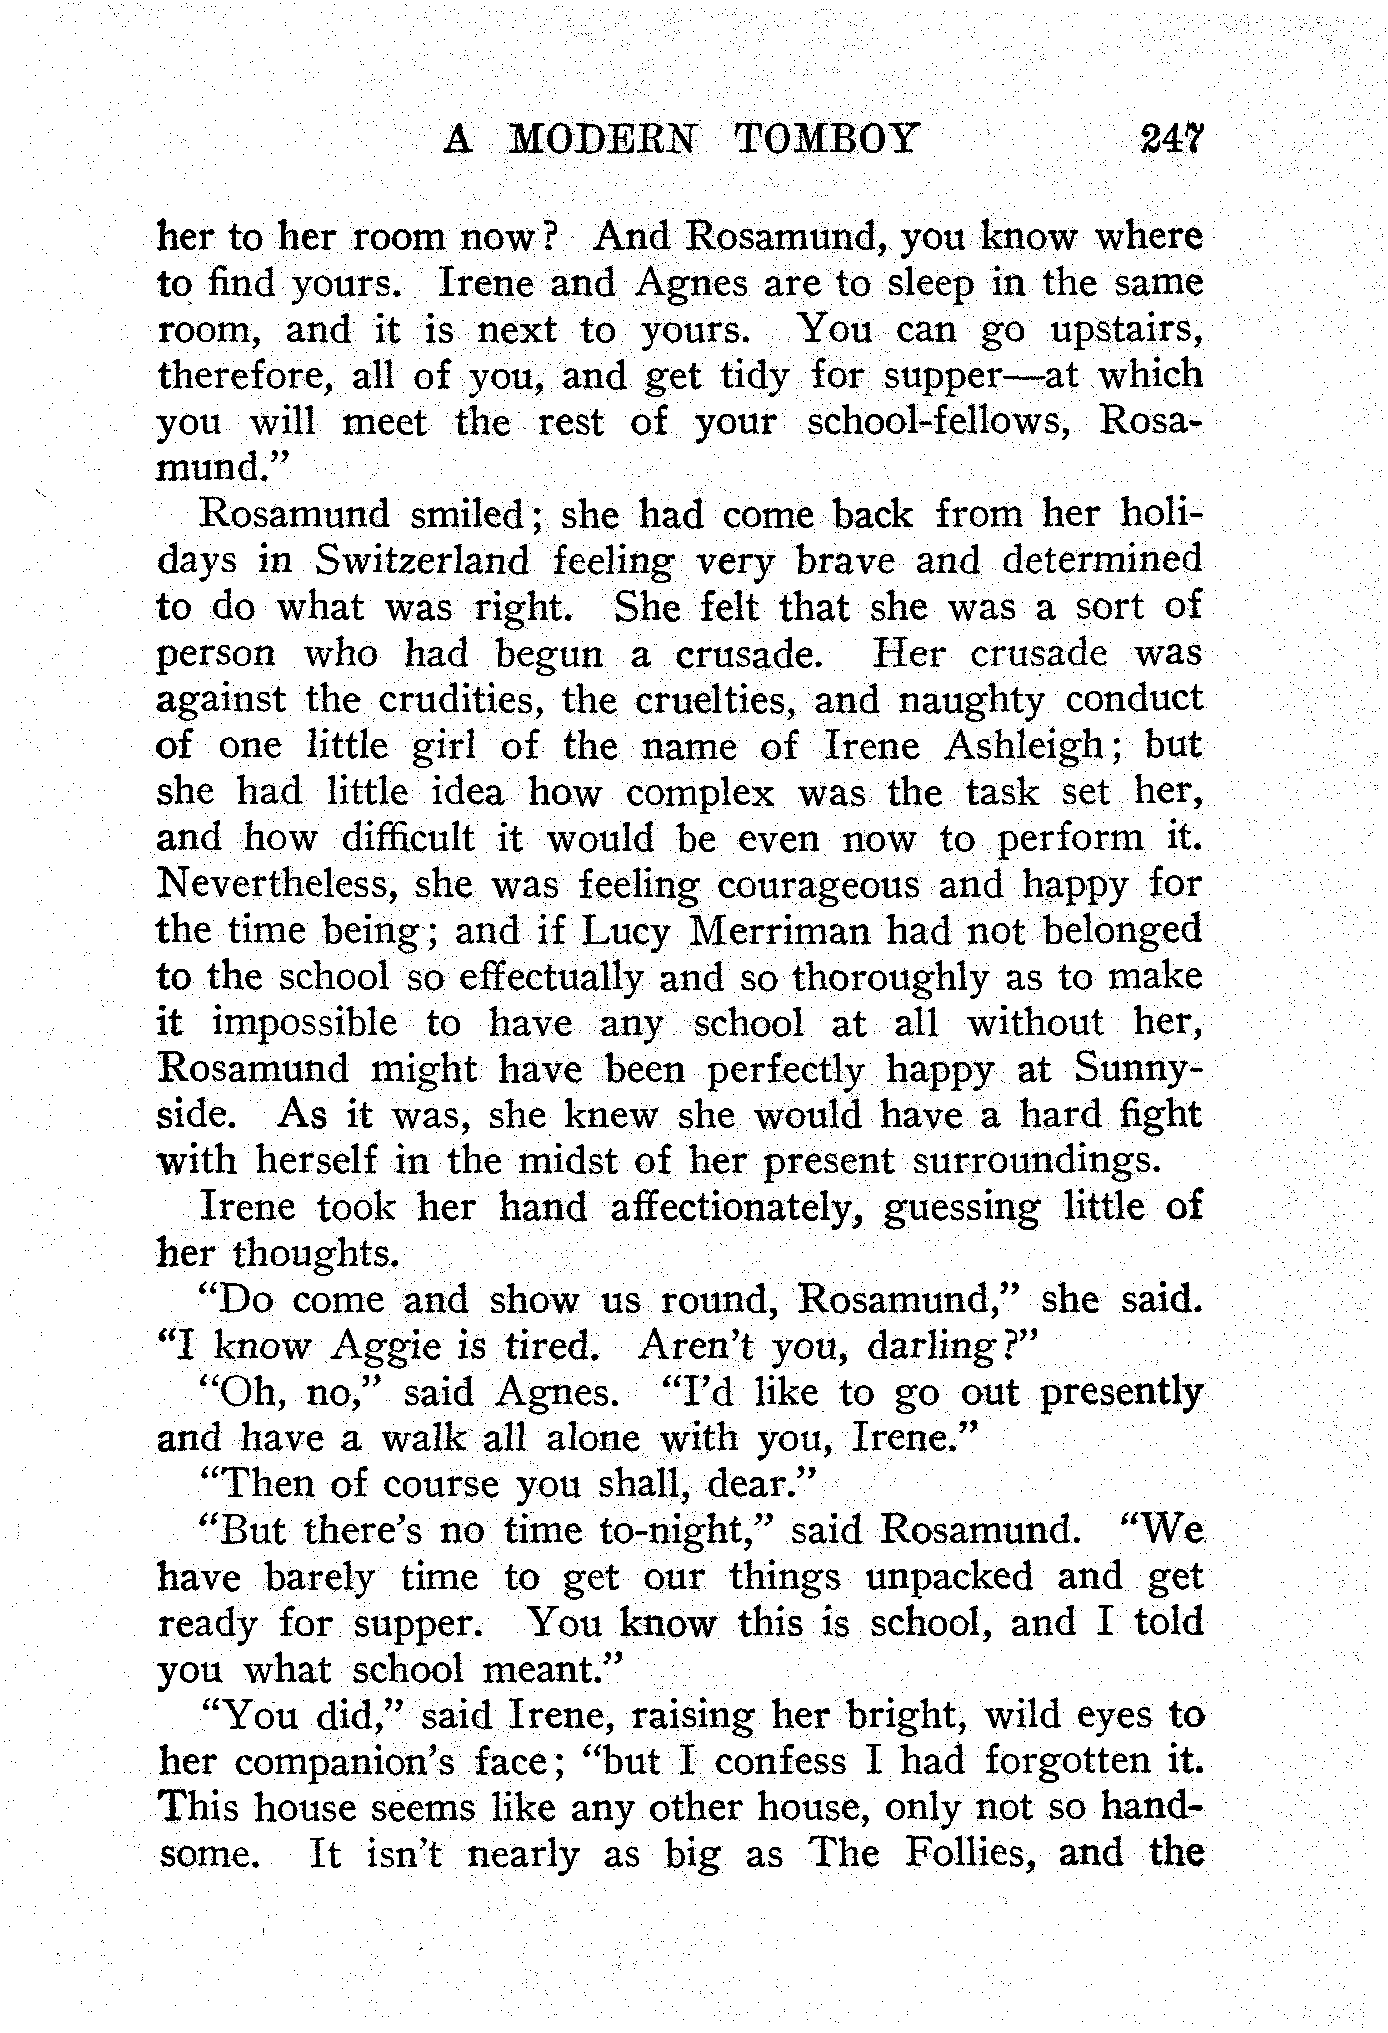 A MODERN TOMBOY 247
her to her room now? And Rosamund, you know where
to find yours. Irene and Agnes are to sleep in the same
room, and it is next to yours. You can go upstairs,
therefore, all of you, and get tidy for supper—at which
you will meet the rest of your school-fellows, Rosa-
mund.”
Rosamund smiled; she had come back from her holi-
days in Switzerland feeling very brave and determined
to do what was right. She felt that she was a sort of
person who had begun a crusade. Her crusade was
against the crudities, the cruelties, and naughty conduct
of one little girl of the name of Irene Ashleigh; but
she had little idea how complex was the task set her,
and how difficult it would be even now to perform it.
Nevertheless, she was feeling courageous and happy for
the time being; and if Lucy Merriman had not belonged
to the school so effectually and so thoroughly as to make
it impossible to have any school at all without her,
Rosamund might have been perfectly happy at Sunny-
side. As it was, she knew she would have a hard fight
with herself in the midst of her present surroundings.
Irene took her hand affectionately, guessing little of
her thoughts.
“Do come and show us round, Rosamund,” she said.
“I know Aggie is tired. Aren’t you, darling?”
“Oh, no,” said Agnes. “I’d like to go out presently
and have a walk all alone with you, Irene.”
“Then of course you shall, dear.”
“But there’s no time to-night,” said Rosamund. “We
have barely time to get our things unpacked and get
ready for supper. You know this is school, and I told
you what school meant.”
“You did,” said Irene, raising her bright, wild eyes to
her companion’s face; “but I confess I had forgotten it.
This house seems like any other house, only not so hand-
some. It isn’t nearly as big as The Follies, and the